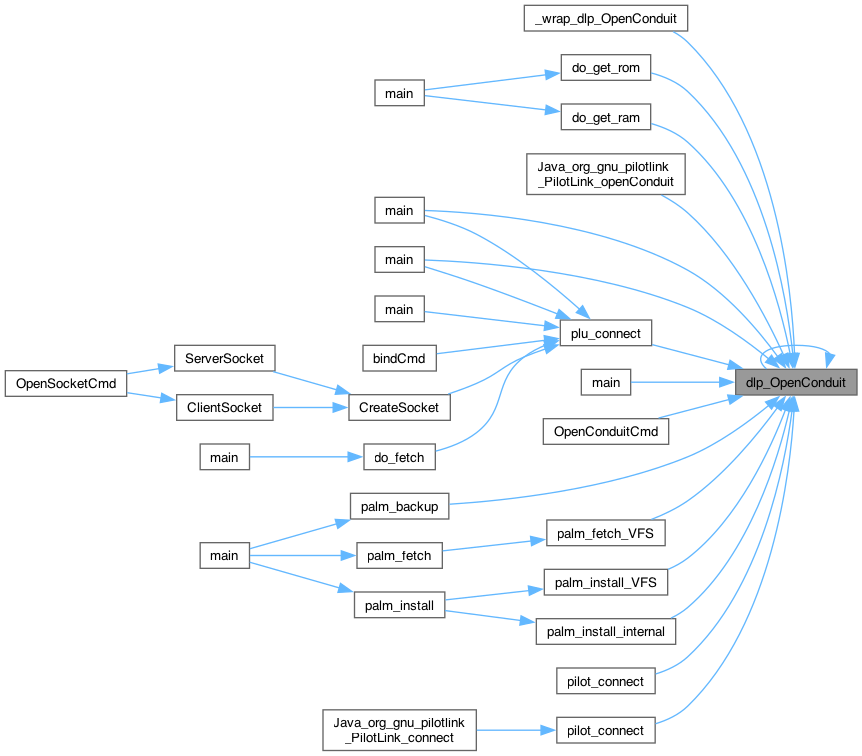 _wrap_dlp_OpenConduit
do_get_rom
main
do_get_ram
Java_org_gnu_pilotlink
_PilotLink_openConduit
main
main
main
plu_connect
bindCmd
ServerSocket
OpenSocketCmd
ClientSocket
CreateSocket
main
dlp_OpenConduit
OpenConduitCmd
main
do_fetch
palm_backup
palm_fetch_VFS
main
palm_fetch
palm_install_VFS
palm_install
palm_install_internal
pilot_connect
Java_org_gnu_pilotlink
_PilotLink_connect
pilot_connect